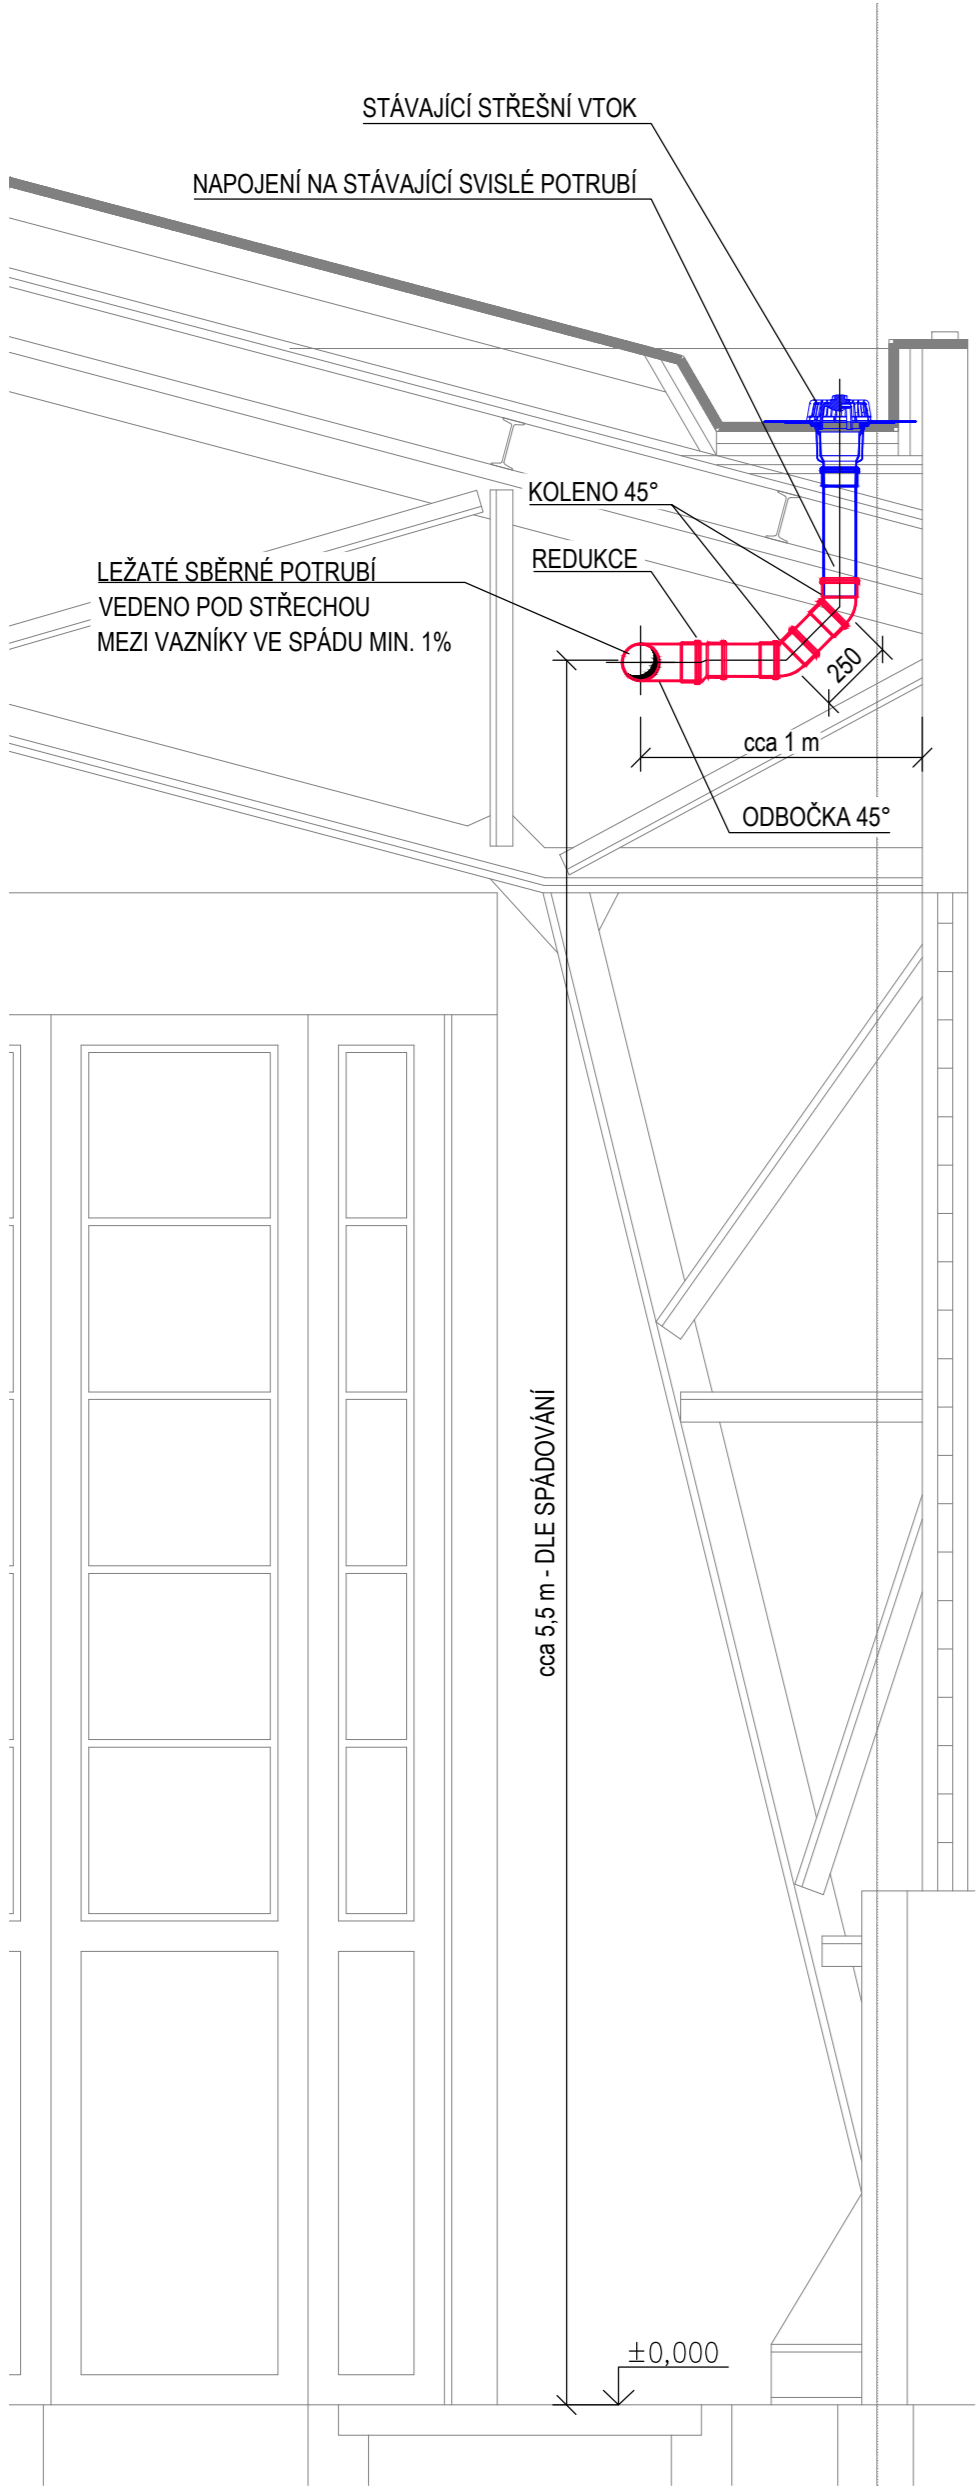 STÁVAJÍCÍ STŘEŠNÍ VTOK
NAPOJENÍ NA STÁVAJÍCÍ SVISLÉ POTRUBÍ
KOLENO 45°
REDUKCE
LEŽATÉ SBĚRNÉ POTRUBÍ
VEDENO POD STŘECHOU
MEZI VAZNÍKY VE SPÁDU MIN. 1%
250
cca 1 m
ODBOČKA 45°
cca 5,5 m - DLE SPÁDOVÁNÍ
±0,000